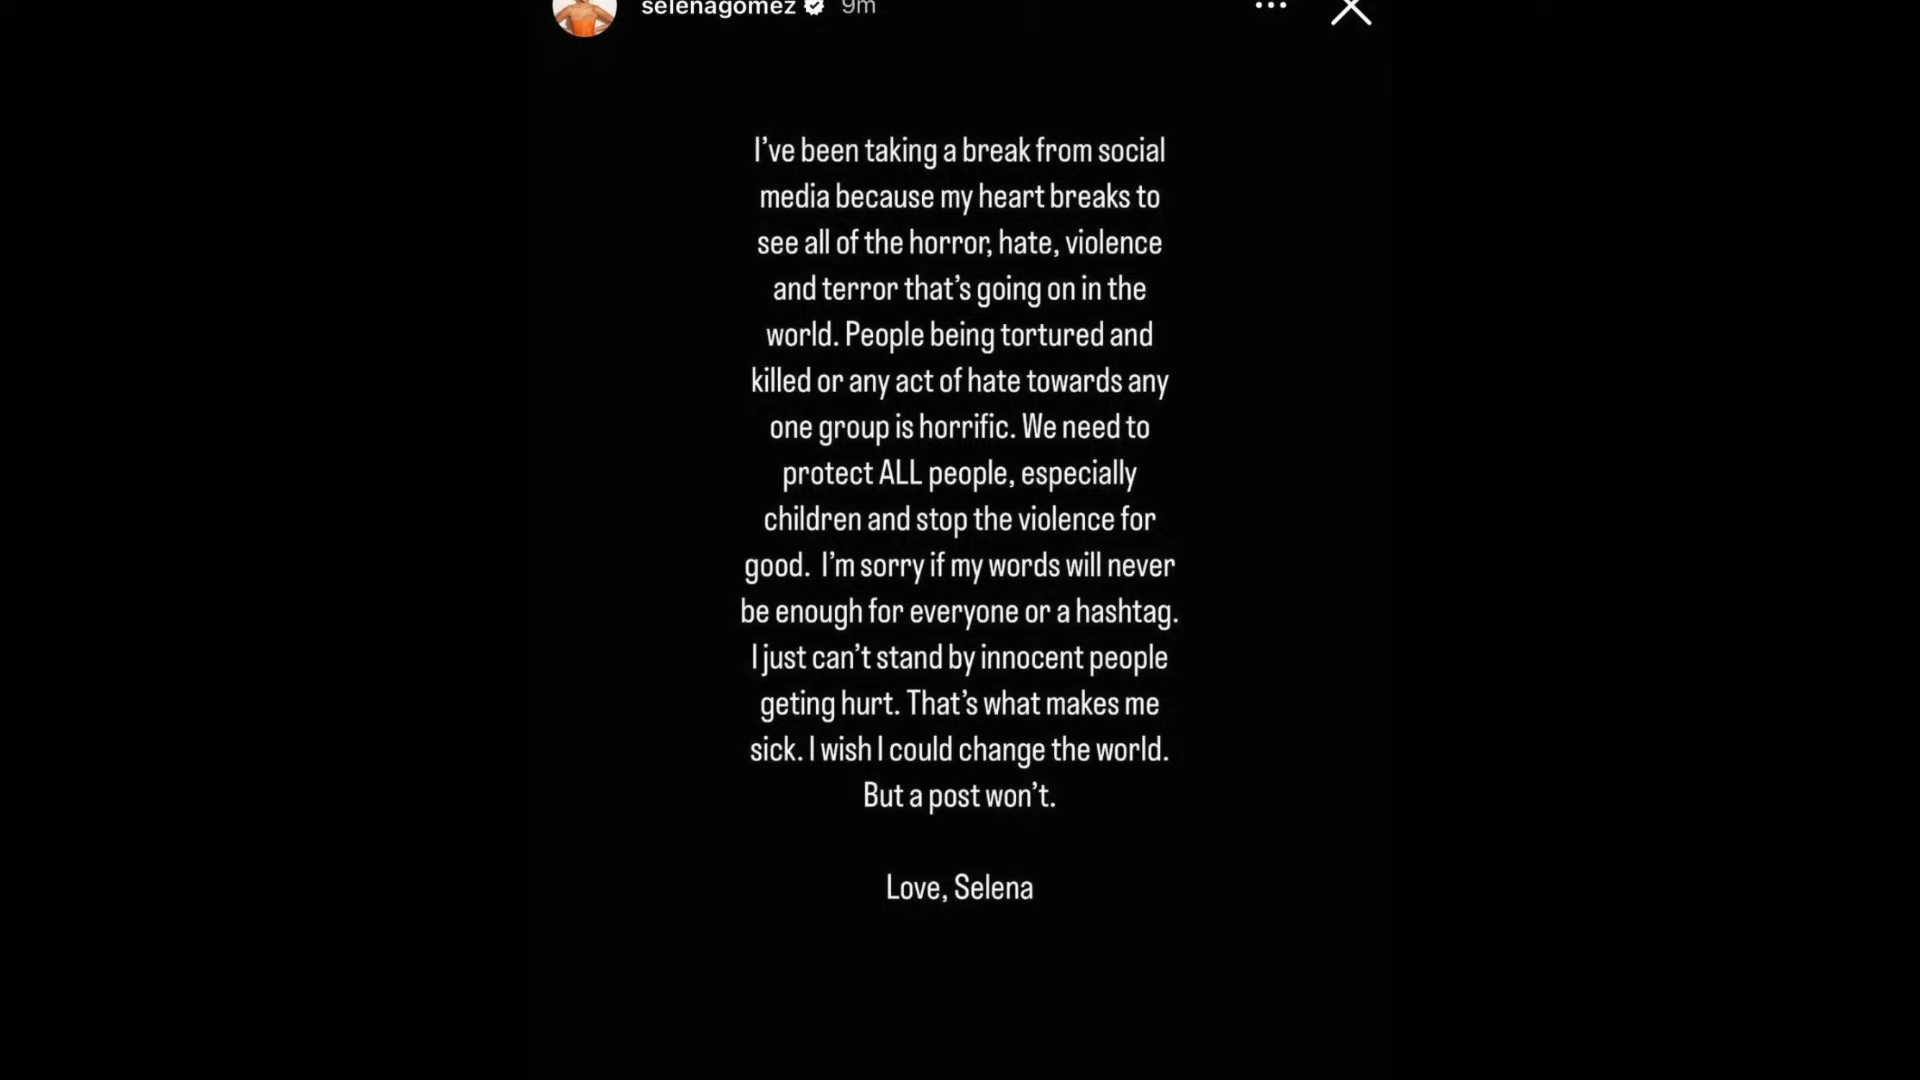 selenagomez 9m
I've been taking a break from social
media because my heart breaks to
see all of the horror, hate, violence
and terror that's going on in the
world. People being tortured and
killed or any act of hate towards any
one group is horrific. We need to
protect ALL people, especially
children and stop the violence for
good.  I'm sorry if my words will never
be enough for everyone or a hashtag.
I just can't stand by innocent people
geting hurt. That's what makes me
sick. I wish I could change the world.
But a post won't.
Love, Selena